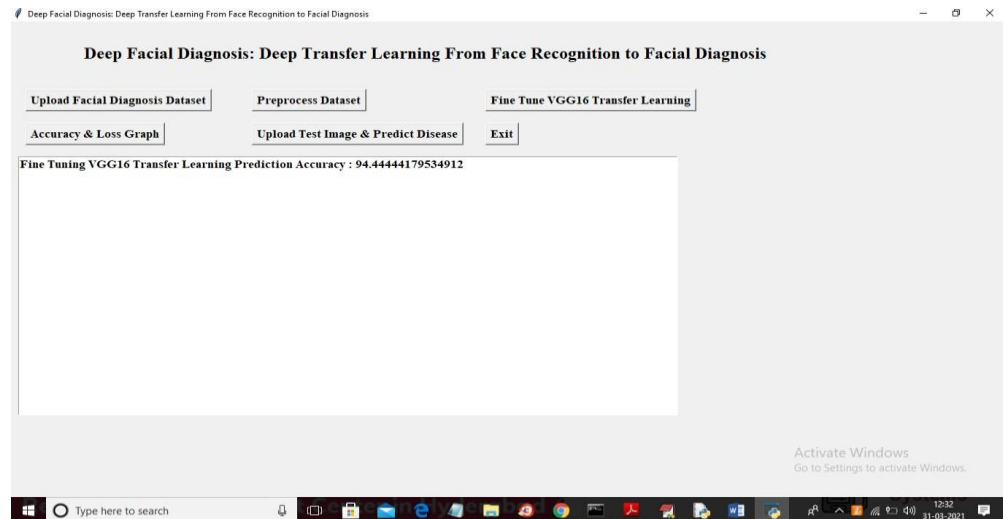 Deep Facial Diagnosis: Deep Transfer Learning From Face Recognition to Facial Diagnosis
Deep Facial Diagnosis: Deep Transfer Learning From Face Recognition to Facial Diagnosis
Upload Facial Diagnosis Dataset
Preprocess Dataset
Fine Tune VGG16 Transfer Learning
Accuracy & Loss Graph
Upload Test Image & Predict Disease
Exit
Fine Tuning VGG16 Transfer Learning Prediction Accuracy : 94.44444179534912
Activate Windows
Go to Settings to activate Windows.
Type here to search
12:32
31-03-2021